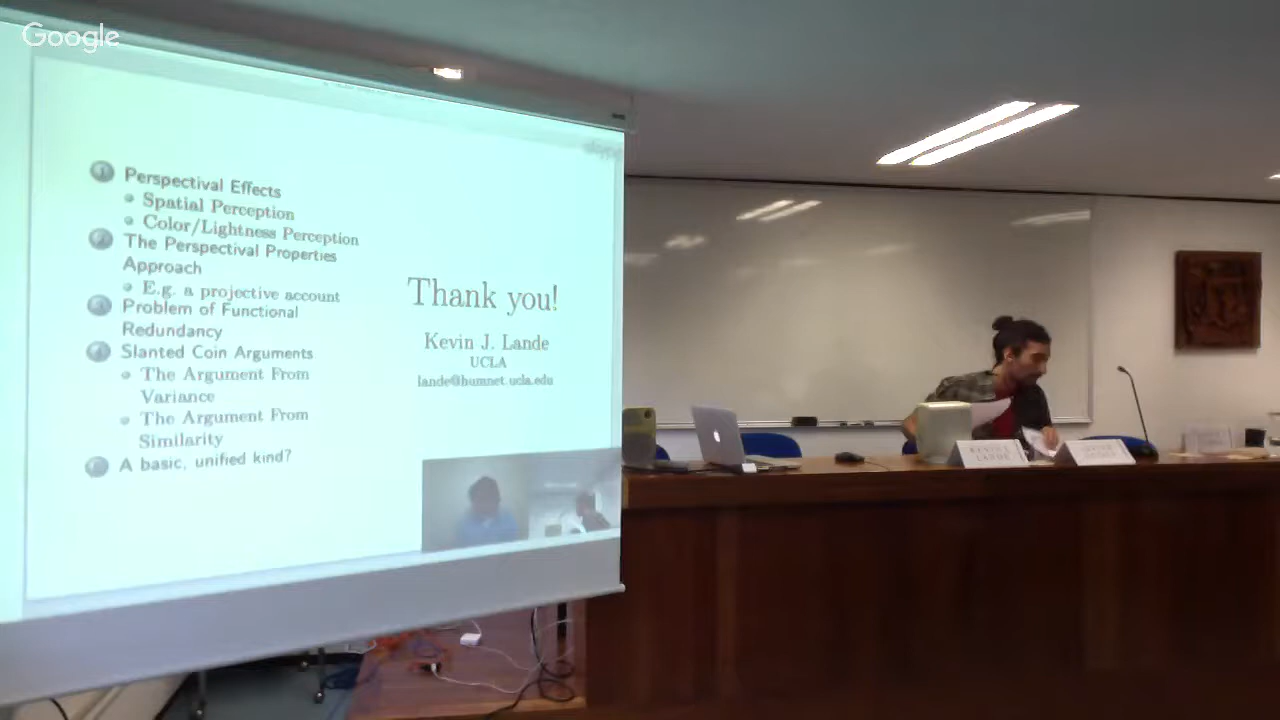 Google
Perspectival Effects
Spatial Perception
Color/Lightness Perception
The Perspectival Properties
Approach
E.g. a projective account
Problem of Functional
Redundancy
Slanted Coin Arguments
The Argument From
Variance
The Argument From
Similarity
A basic, unified kind?
Thank you!
Kevin J. Lande
UCLA
lande@humnet.ucla.edu
LANDE